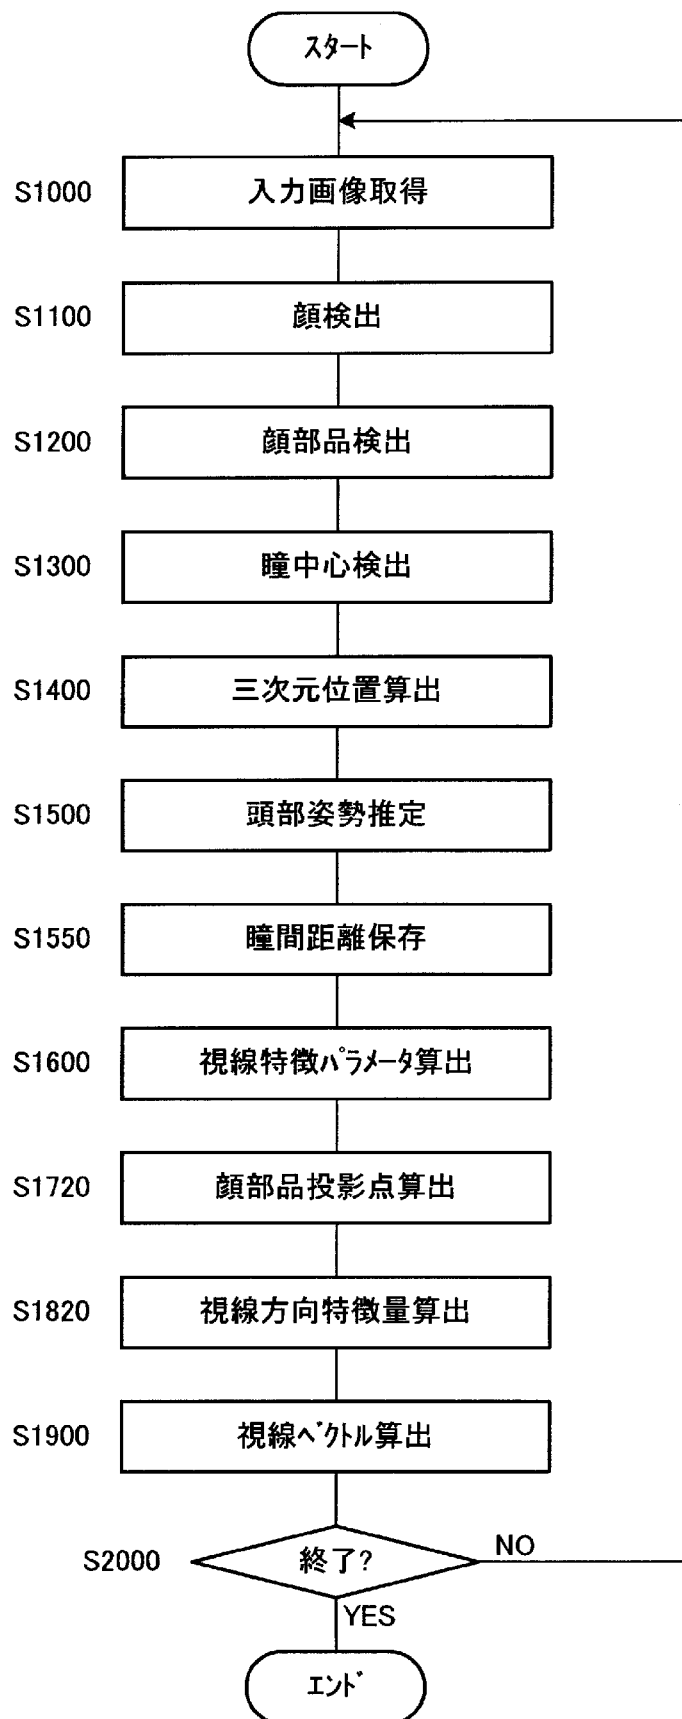 スタート
S1000 入力画像取得
S1100 顔検出
S1200 顔部品検出
S1300 瞳中心検出
S1400 三次元位置算出
S1500 頭部姿勢推定
S1550 瞳間距離保存
S1600 視線特徴ﾊﾟﾗﾒｰﾀ算出
S1720 顔部品投影点算出
S1820 視線方向特徴量算出
S1900 視線ﾍﾞｸﾄﾙ算出
S2000 終了? NO
YES
ｴﾝﾄﾞ